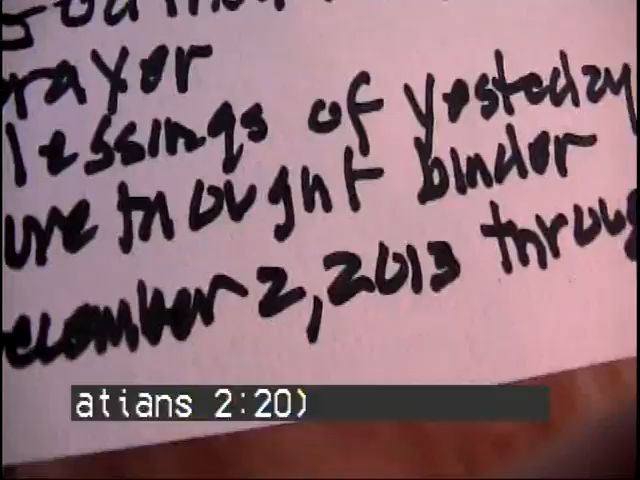 rayer
lessings of yesterday
ure thought binder
ecember 2, 2013 throug
atians 2:20)